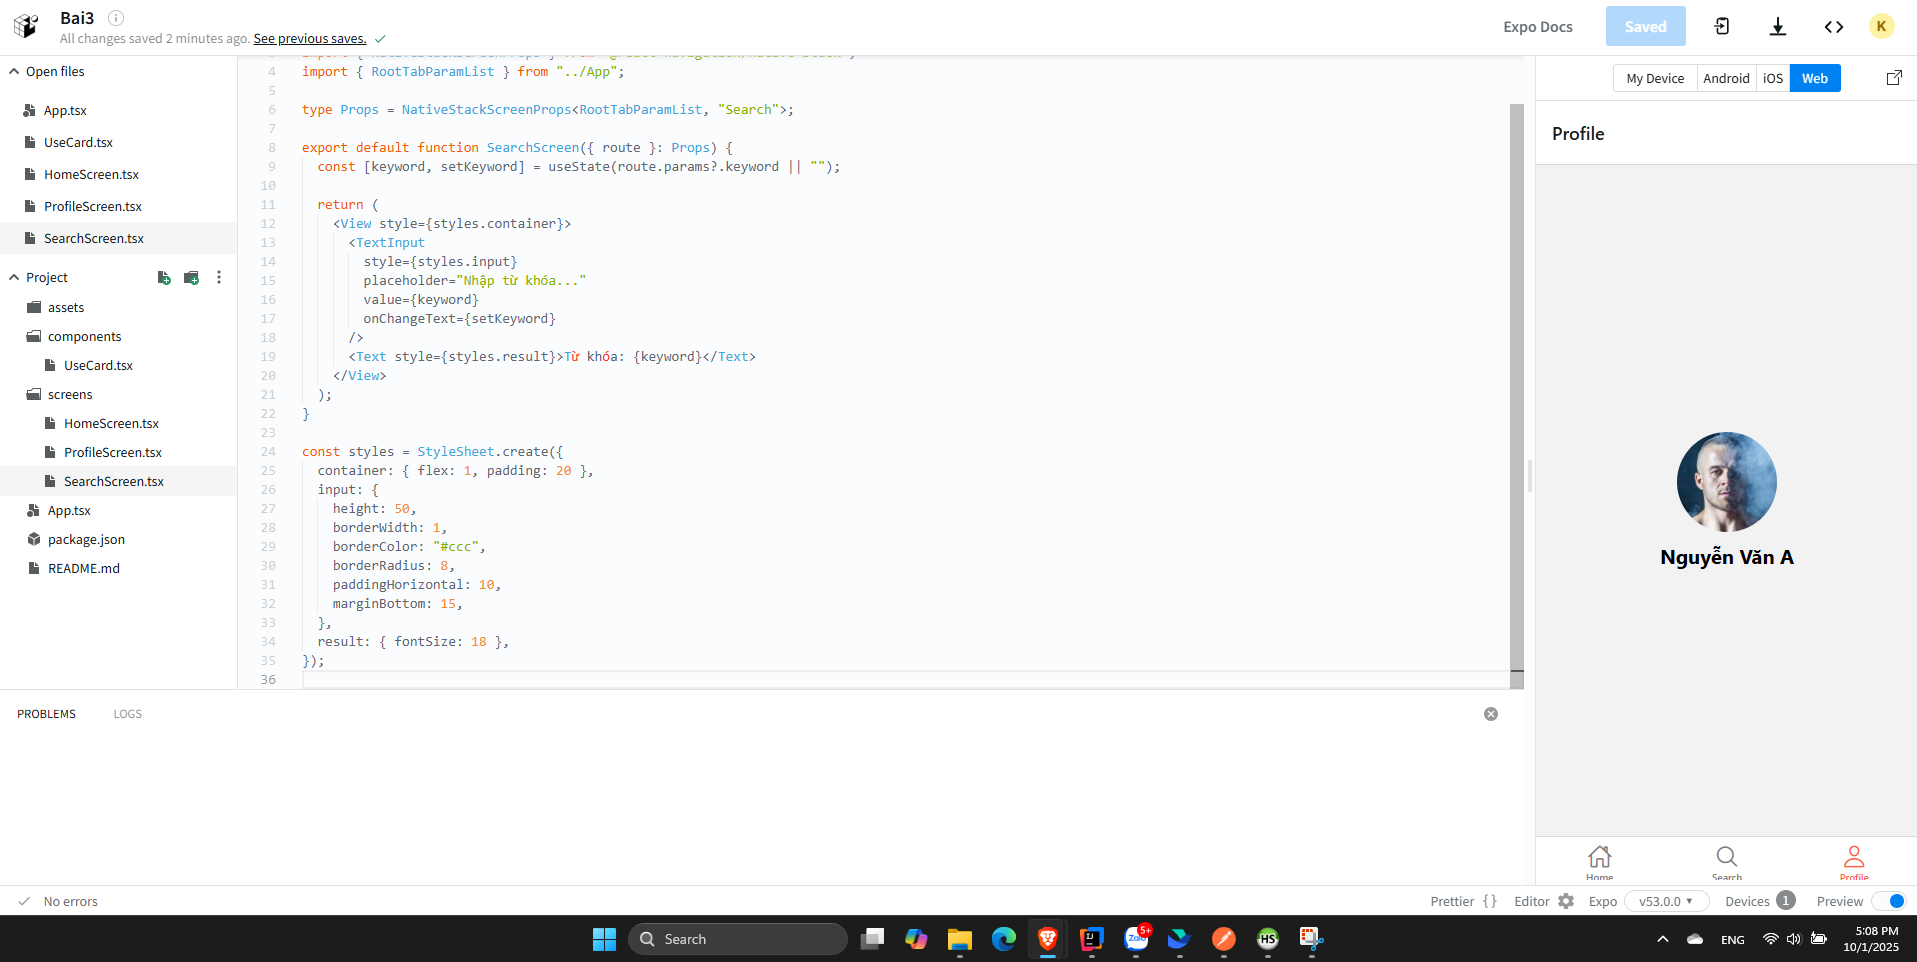 Bai3
All changes saved 2 minutes ago. See previous saves.
Expo Docs
Saved
K
Open files
App.tsx
UseCard.tsx
HomeScreen.tsx
ProfileScreen.tsx
SearchScreen.tsx
Project
assets
components
UseCard.tsx
screens
HomeScreen.tsx
ProfileScreen.tsx
SearchScreen.tsx
App.tsx
package.json
README.md
4 import { RootTabParamList } from "../App";
5
6 type Props = NativeStackScreenProps<RootTabParamList, "Search">;
7
8 export default function SearchScreen({ route }: Props) {
9 const [keyword, setKeyword] = useState(route.params?.keyword || "");
10
11 return (
12 <View style={styles.container}>
13 <TextInput
14 style={styles.input}
15 placeholder="Nhập từ khóa..."
16 value={keyword}
17 onChangeText={setKeyword}
18 />
19 <Text style={styles.result}>Từ khóa: {keyword}</Text>
20 </View>
21 );
22 }
23
24 const styles = StyleSheet.create({
25 container: { flex: 1, padding: 20 },
26 input: {
27 height: 50,
28 borderWidth: 1,
29 borderColor: "#ccc",
30 borderRadius: 8,
31 paddingHorizontal: 10,
32 marginBottom: 15,
33 },
34 result: { fontSize: 18 },
35 });
36
PROBLEMS LOGS
My Device Android iOS Web
Profile
Nguyễn Văn A
Home Search Profile
No errors
Prettier {} Editor Expo v53.0.0 Devices 1 Preview
Search
5+
Zalo
IJ
HS
ENG
5:08 PM
10/1/2025